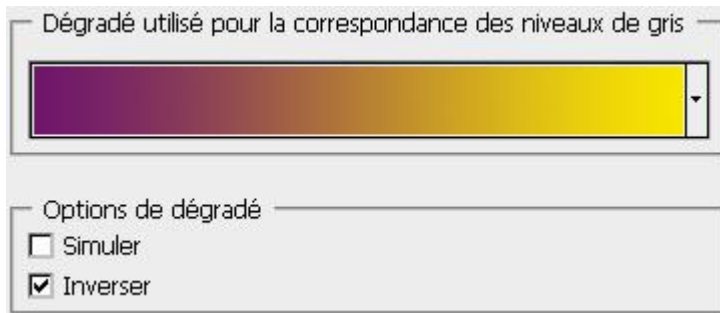 Dégradé utilisé pour la correspondance des niveaux de gris
Options de dégradé
Simuler
Inverser